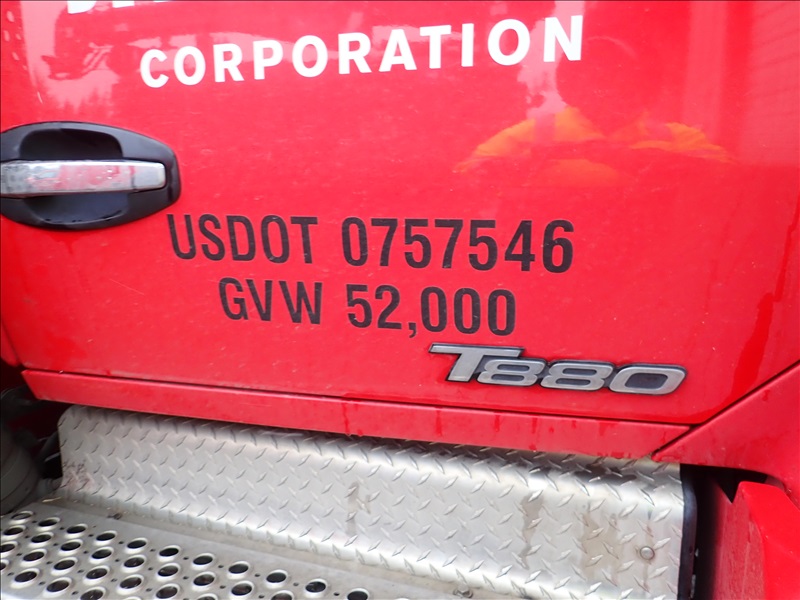 CORPORATION
USDOT 0757546
GVW 52,000
T880